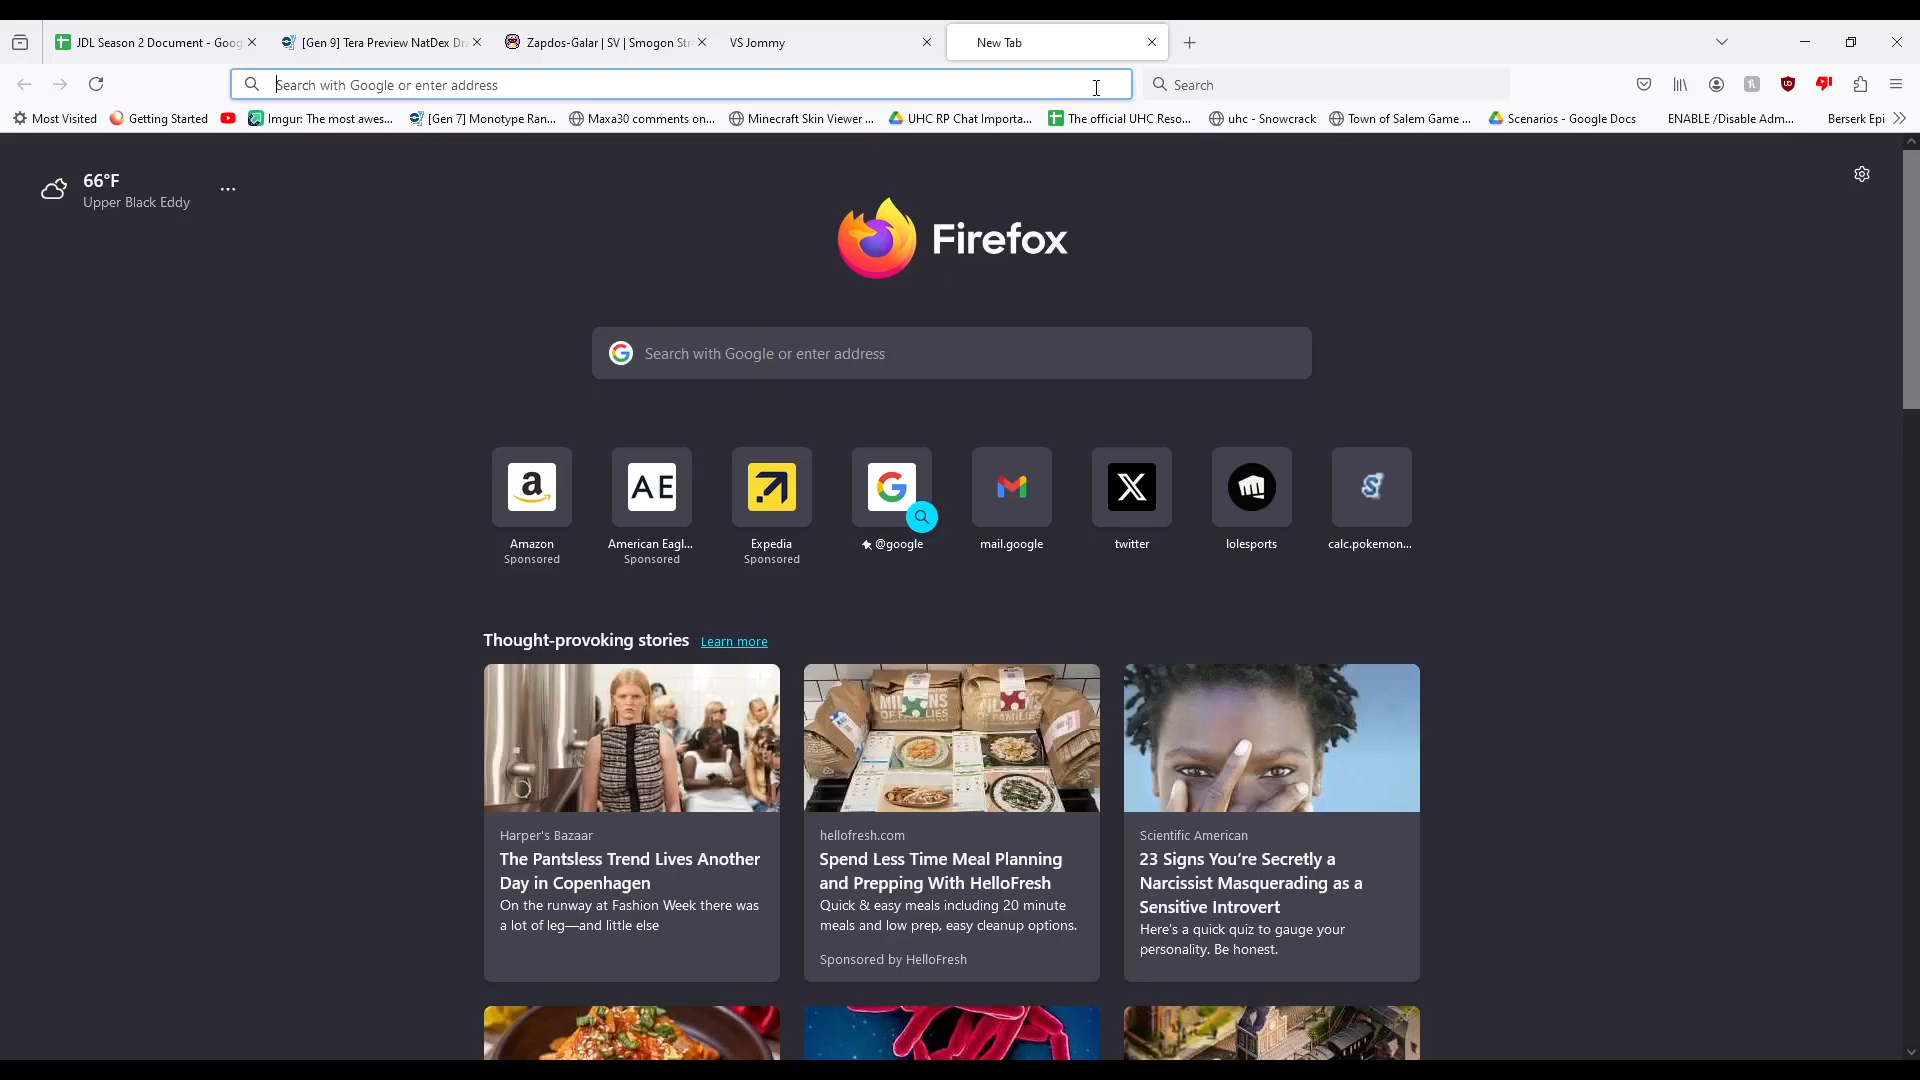 JDL Season 2 Document - Goog
[Gen 9] Tera Preview NatDex Dr
Zapdos-Galar | SV | Smogon Str
VS Jommy
New Tab
Search with Google or enter address
Search
Most Visited
Getting Started
Imgur: The most awes...
[Gen 7] Monotype Ran...
Maxa30 comments on...
Minecraft Skin Viewer ...
UHC RP Chat Importa...
The official UHC Reso...
uhc - Snowcrack
Town of Salem Game ...
Scenarios - Google Docs
ENABLE /Disable Adm...
Berserk Epi
66°F
Upper Black Eddy
Firefox
Search with Google or enter address
a
AE
G
X
Amazon
Sponsored
American Eagl...
Sponsored
Expedia
Sponsored
@google
mail.google
twitter
lolesports
calc.pokemon...
Thought-provoking stories
Learn more
Harper's Bazaar
The Pantsless Trend Lives Another
Day in Copenhagen
On the runway at Fashion Week there was
a lot of leg—and little else
hellofresh.com
Spend Less Time Meal Planning
and Prepping With HelloFresh
Quick & easy meals including 20 minute
meals and low prep, easy cleanup options.
Sponsored by HelloFresh
Scientific American
23 Signs You’re Secretly a
Narcissist Masquerading as a
Sensitive Introvert
Here’s a quick quiz to gauge your
personality. Be honest.